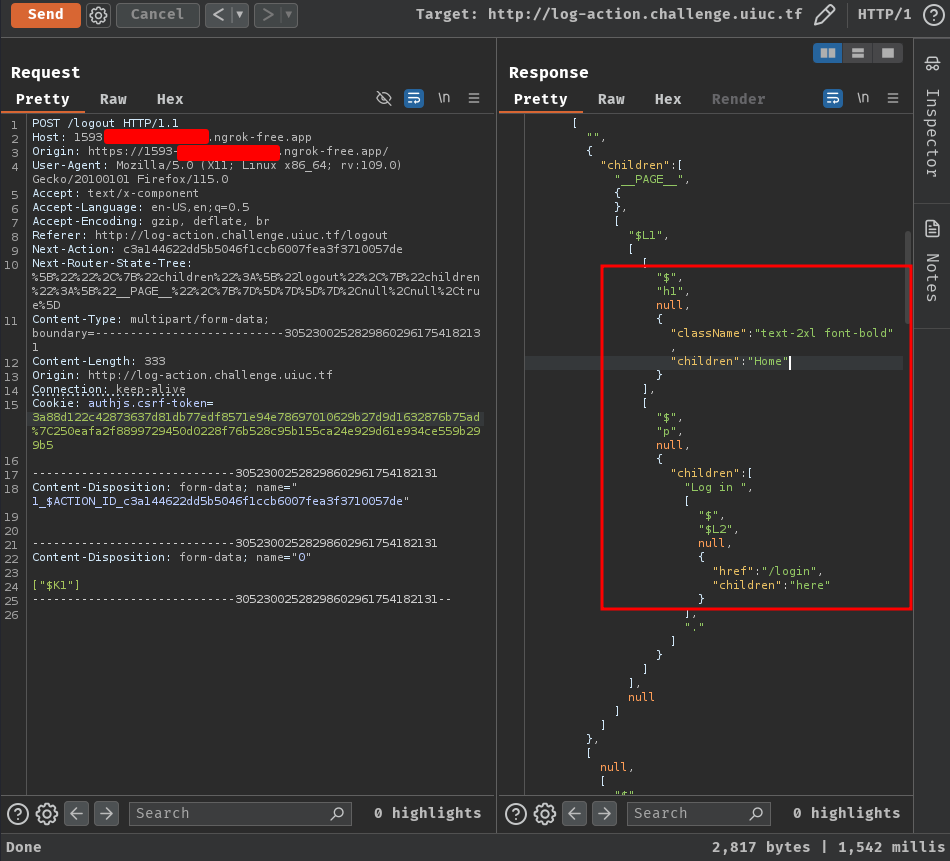 Send
Cancel
<
>
Target: http://log-action.challenge.uiuc.tf
HTTP/1
?
Request
Pretty
Raw
Hex
\n
1 POST /logout HTTP/1.1
2 Host: 1593 .ngrok-free.app
3 Origin: https://1593- .ngrok-free.app/
4 User-Agent: Mozilla/5.0 (X11; Linux x86_64; rv:109.0)
Gecko/20100101 Firefox/115.0
5 Accept: text/x-component
6 Accept-Language: en-US,en;q=0.5
7 Accept-Encoding: gzip, deflate, br
8 Referer: http://log-action.challenge.uiuc.tf/logout
9 Next-Action: c3a144622dd5b5046f1ccb6007fea3f3710057de
10 Next-Router-State-Tree:
%5B%22%22%2C%7B%22children%22%3A%5B%22logout%22%2C%7B%22children
%22%3A%5B%22__PAGE__%22%2C%7B%7D%5D%7D%5D%7D%2Cnull%2Cnull%2Ctru
e%5D
11 Content-Type: multipart/form-data;
boundary=---------------------------30523002528298602961754182131
1
12 Content-Length: 333
13 Origin: http://log-action.challenge.uiuc.tf
14 Connection: keep-alive
15 Cookie: authjs.csrf-token=
3a88d122c42873637d81db77edf8571e94e78697010629b27d9d1632876b75ad
%7C250eafa2f8899729450d0228f76b528c95b155ca24e929d61e934ce559b29
9b5
16
17 -----------------------------30523002528298602961754182131
18 Content-Disposition: form-data; name="
1_$ACTION_ID_c3a144622dd5b5046f1ccb6007fea3f3710057de"
19
20
21 -----------------------------30523002528298602961754182131
22 Content-Disposition: form-data; name="0"
23
24 ["$K1"]
25 -----------------------------30523002528298602961754182131--
26
Search
0 highlights
Response
Pretty
Raw
Hex
Render
\n
[
"",
{
"children":[
"__PAGE__",
{
},
[
"$L1",
[
[
"$",
"h1",
null,
{
"className":"text-2xl font-bold"
,
"children":"Home"
}
],
[
"$",
"p",
null,
{
"children":[
"Log in ",
[
"$",
"$L2",
null,
{
"href":"/login",
"children":"here"
}
],
"."
]
}
]
],
null
]
]
},
[
null,
[
"$"
Search
0 highlights
Inspector
Notes
Done
2,817 bytes | 1,542 millis